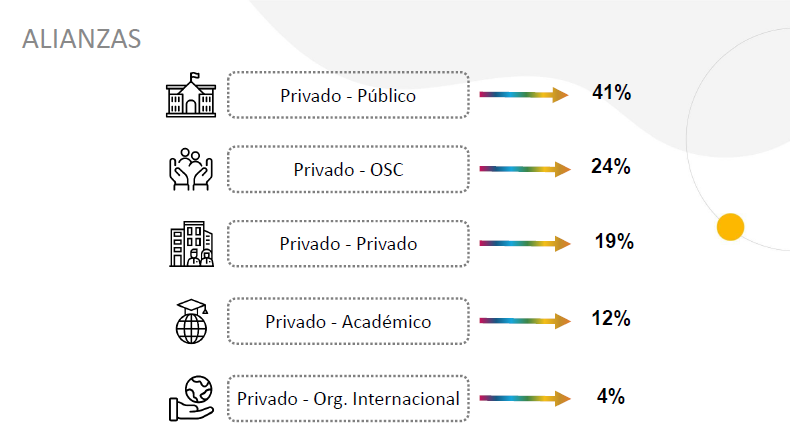 ALIANZAS
Privado - Público 41%
Privado - OSC 24%
Privado - Privado 19%
Privado - Académico 12%
Privado - Org. Internacional 4%